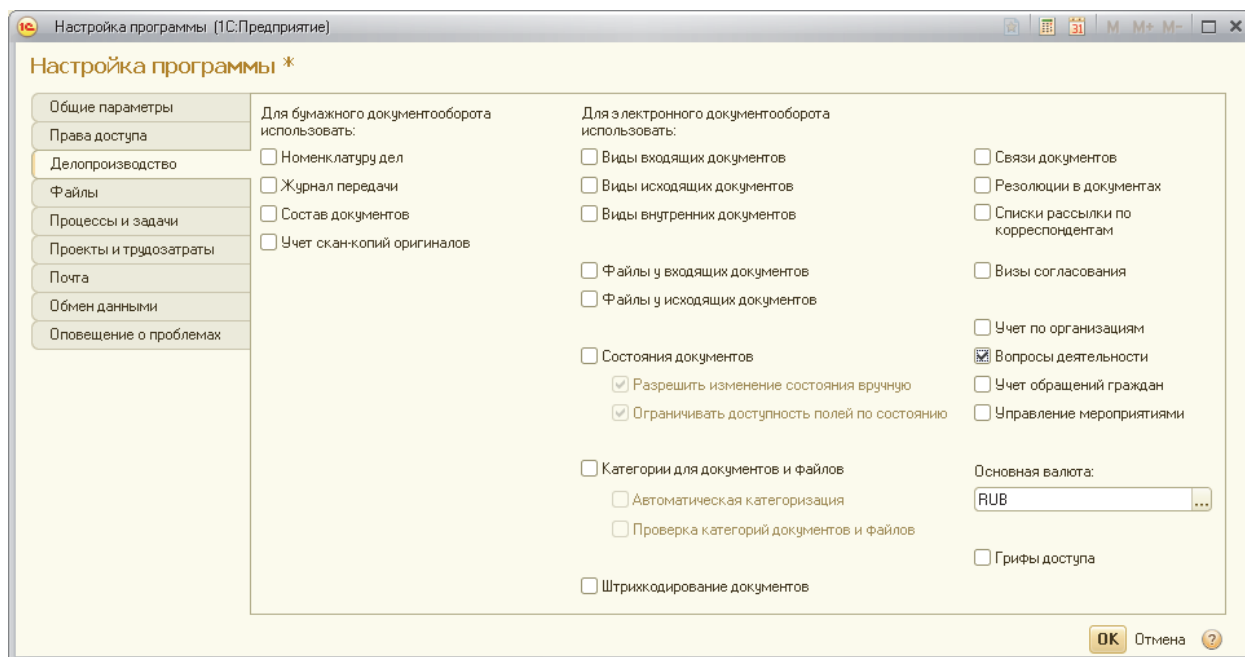 Настройка программы (1С:Предприятие)
31 M M+ M-
Настройка программы *
Общие параметры
Права доступа
Делопроизводство
Файлы
Процессы и задачи
Проекты и трудозатраты
Почта
Обмен данными
Оповещение о проблемах
Для бумажного документооборота
использовать:
Номенклатуру дел
Журнал передачи
Состав документов
Учет скан-копий оригиналов
Для электронного документооборота
использовать:
Виды входящих документов
Виды исходящих документов
Виды внутренних документов
Файлы у входящих документов
Файлы у исходящих документов
Состояния документов
Разрешить изменение состояния вручную
Ограничивать доступность полей по состоянию
Категории для документов и файлов
Автоматическая категоризация
Проверка категорий документов и файлов
Штрихкодирование документов
Связи документов
Резолюции в документах
Списки рассылки по
корреспондентам
Визы согласования
Учет по организациям
Вопросы деятельности
Учет обращений граждан
Управление мероприятиями
Основная валюта:
RUB ...
Грифы доступа
OK Отмена ?